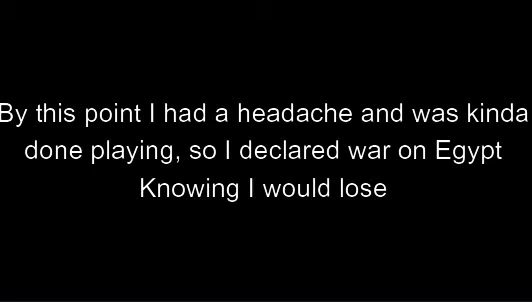 By this point I had a headache and was kinda
done playing, so I declared war on Egypt
Knowing I would lose